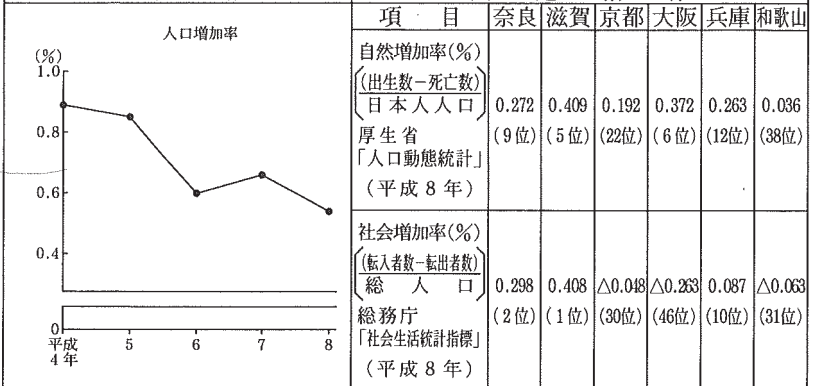 人口増加率
(%)
1.0
0.8
0.6
0.4
0
平成
4年
5
6
7
8
項 目 奈良 滋賀 京都 大阪 兵庫 和歌山
自然増加率(%)
(出生数−死亡数)
日本人人口 0.272 0.409 0.192 0.372 0.263 0.036
厚生省 (9位) (5位) (22位) (6位) (12位) (38位)
「人口動態統計」
(平成8年)
社会増加率(%)
(転入者数−転出者数)
総人口 0.298 0.408 △0.048 △0.263 0.087 △0.063
総務庁 (2位) (1位) (30位) (46位) (10位) (31位)
「社会生活統計指標」
(平成8年)